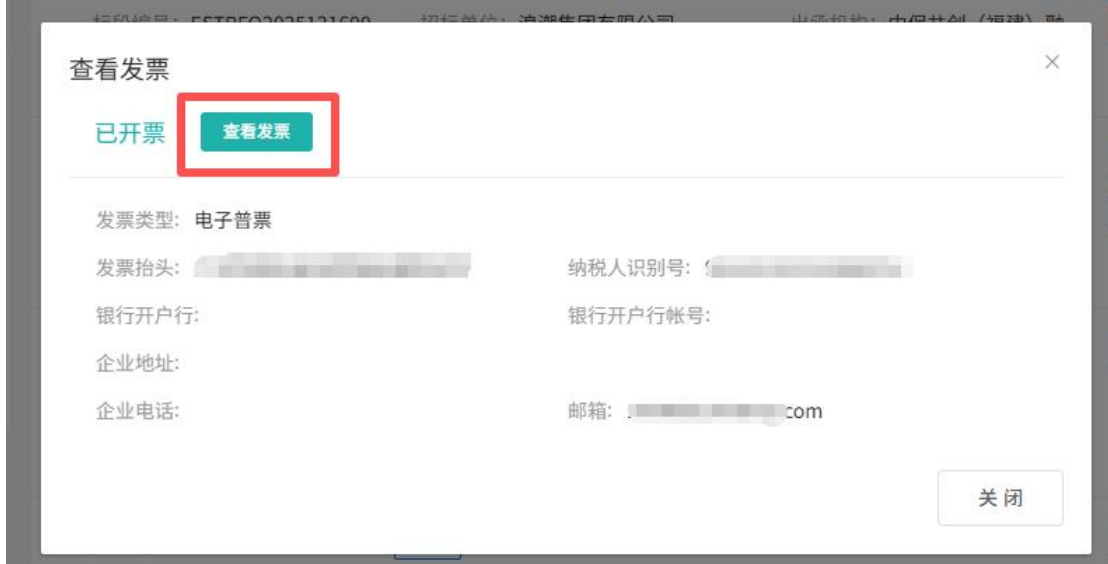 查看发票
已开票 查看发票
发票类型: 电子普票
发票抬头: 纳税人识别号:
银行开户行: 银行开户行帐号:
企业地址:
企业电话: 邮箱: com
关闭